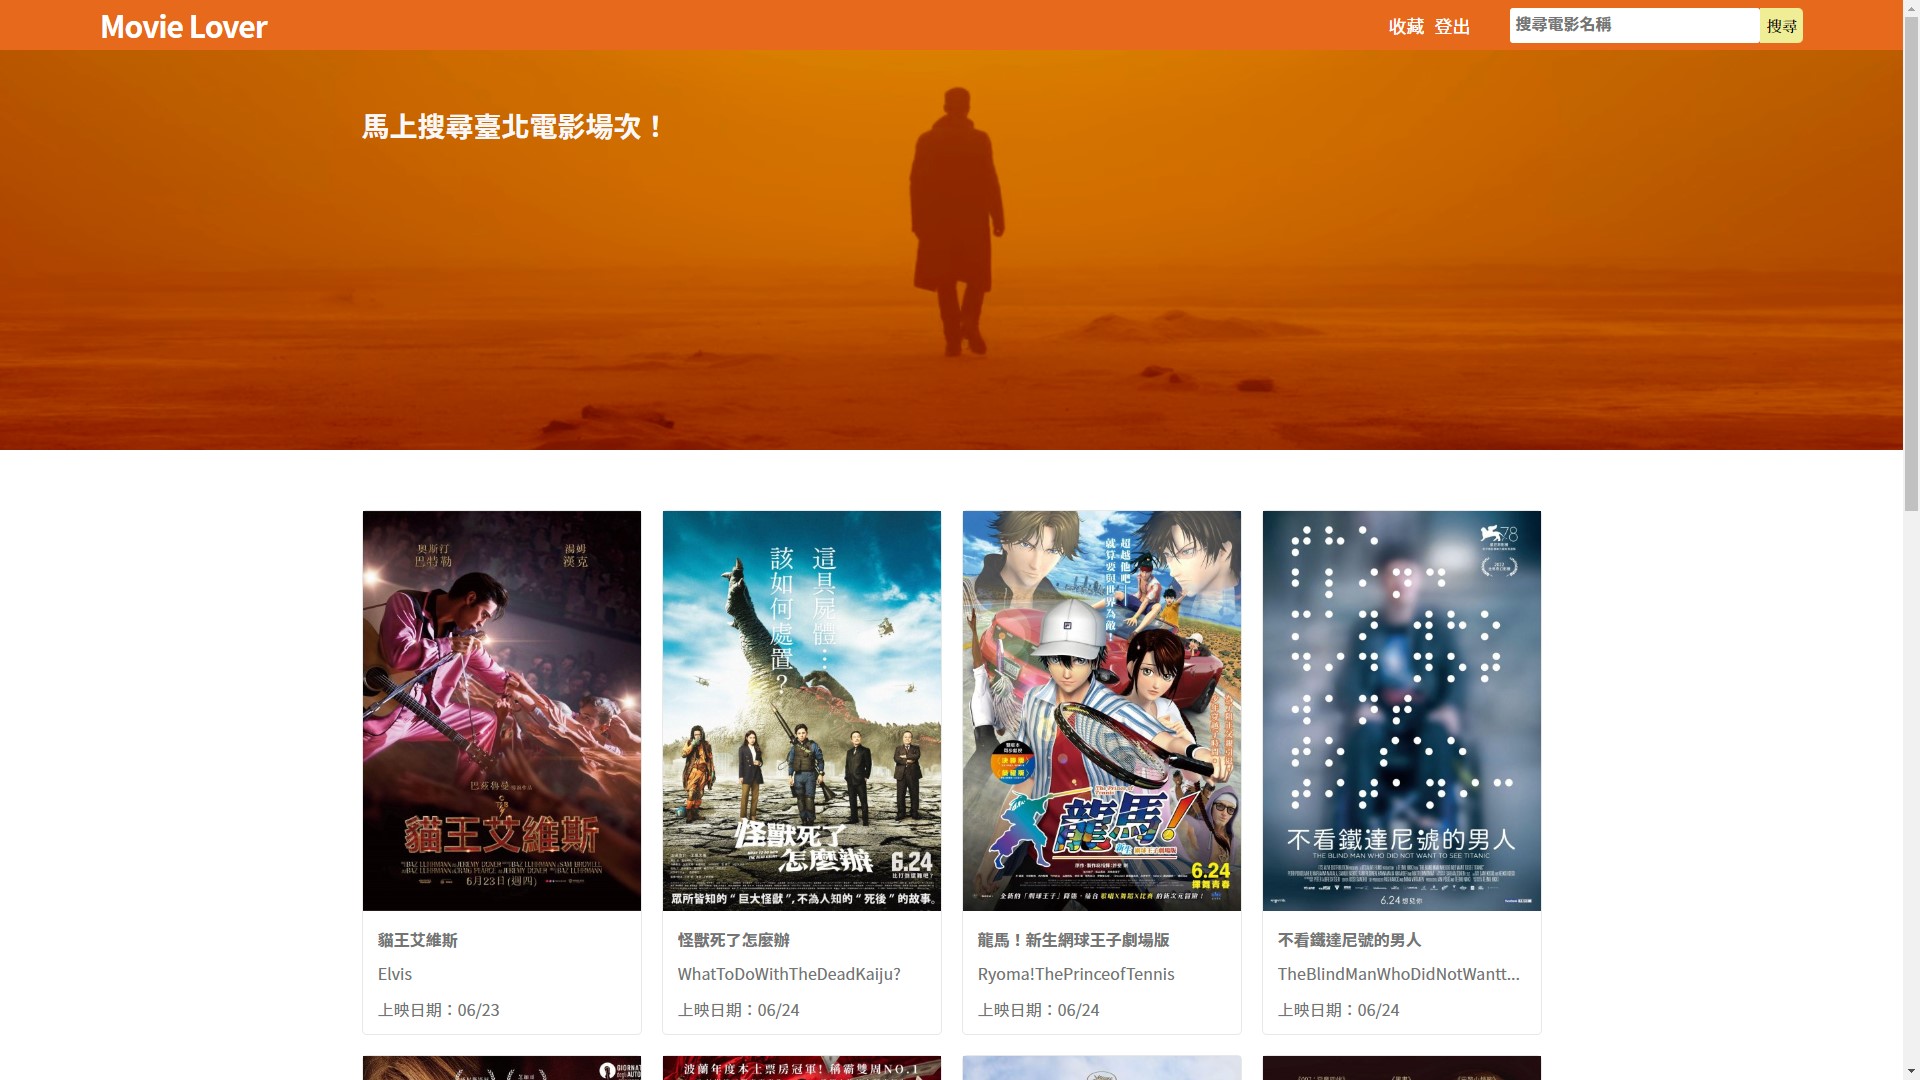 Movie Lover
收藏 登出
搜尋電影名稱
搜尋
馬上搜尋臺北電影場次！
奧斯汀
巴特勒
湯姆
漢克
巴茲魯曼
貓王艾維斯
6月23日(週四)
貓王艾維斯
Elvis
上映日期：06/23
這具屍體…
該如何處置？
怪獸死了
怎麼辦
6.24
眾所皆知的“巨大怪獸”,不為人知的“死後”的故事。
怪獸死了怎麼辦
WhatToDoWithTheDeadKaiju?
上映日期：06/24
超越他吧──
就算要與世界為敵！
龍馬!
6.24
龍馬！新生網球王子劇場版
Ryoma!ThePrinceofTennis
上映日期：06/24
78
不看鐵達尼號的男人
THE BLIND MAN WHO DID NOT WANT TO SEE TITANIC
6.24 想見你
不看鐵達尼號的男人
TheBlindManWhoDidNotWantt...
上映日期：06/24
波蘭年度本土票房冠軍! 稱霸雙周NO.1